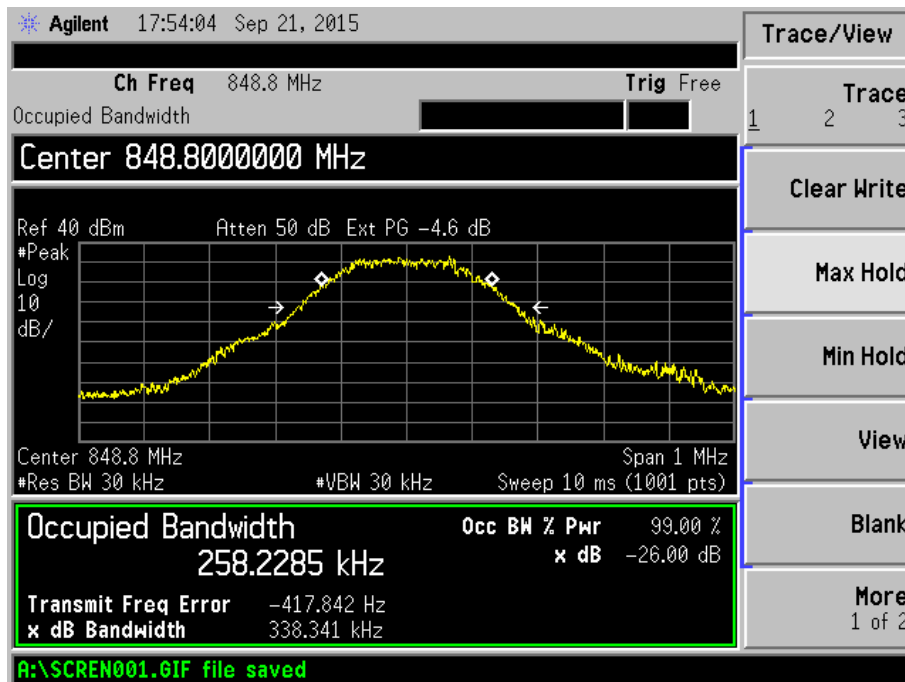 Agilent 17:54:04 Sep 21, 2015
Trace/View
Ch Freq 848.8 MHz Trig Free
Occupied Bandwidth
Trace
1 2 3
Center 848.8000000 MHz
Clear Write
Ref 40 dBm Atten 50 dB Ext PG -4.6 dB
#Peak
Log
10
dB/
Max Hold
Min Hold
View
Center 848.8 MHz Span 1 MHz
#Res BW 30 kHz #VBW 30 kHz Sweep 10 ms (1001 pts)
Occupied Bandwidth
258.2285 kHz
Occ BW % Pwr 99.00 %
x dB -26.00 dB
Blank
Transmit Freq Error -417.842 Hz
x dB Bandwidth 338.341 kHz
More
1 of 2
A:\SCREN001.GIF file saved